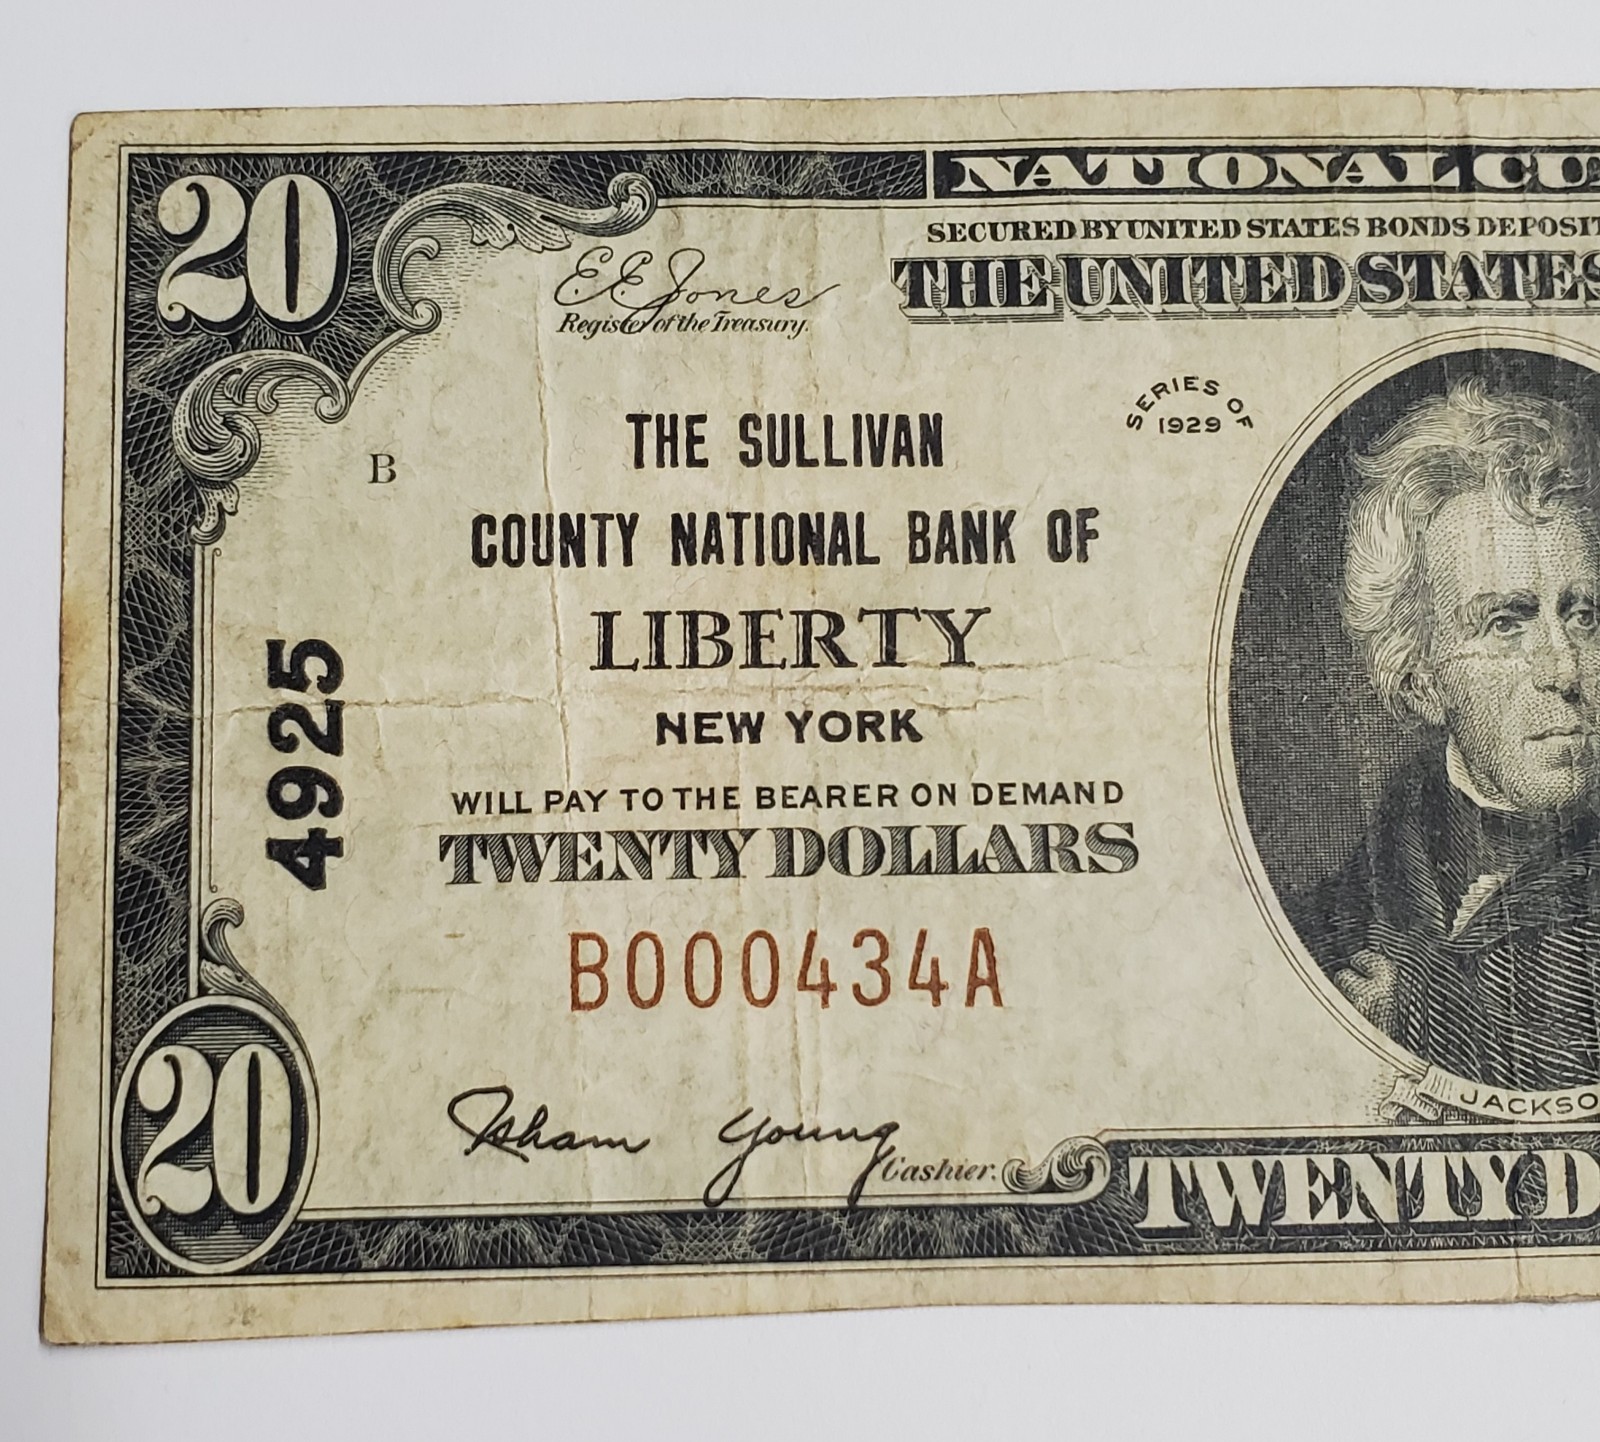 20
NATIONAL CU
SECURED BY UNITED STATES BONDS DEPOSIT
E.E. Jones
THE UNITED STATES
Register of the Treasury.
SERIES OF
1929
THE SULLIVAN
B
COUNTY NATIONAL BANK OF
LIBERTY
4925
NEW YORK
WILL PAY TO THE BEARER ON DEMAND
TWENTY DOLLARS
B000434A
20
JACKSO
Isham Young
Cashier.
TWENTY D